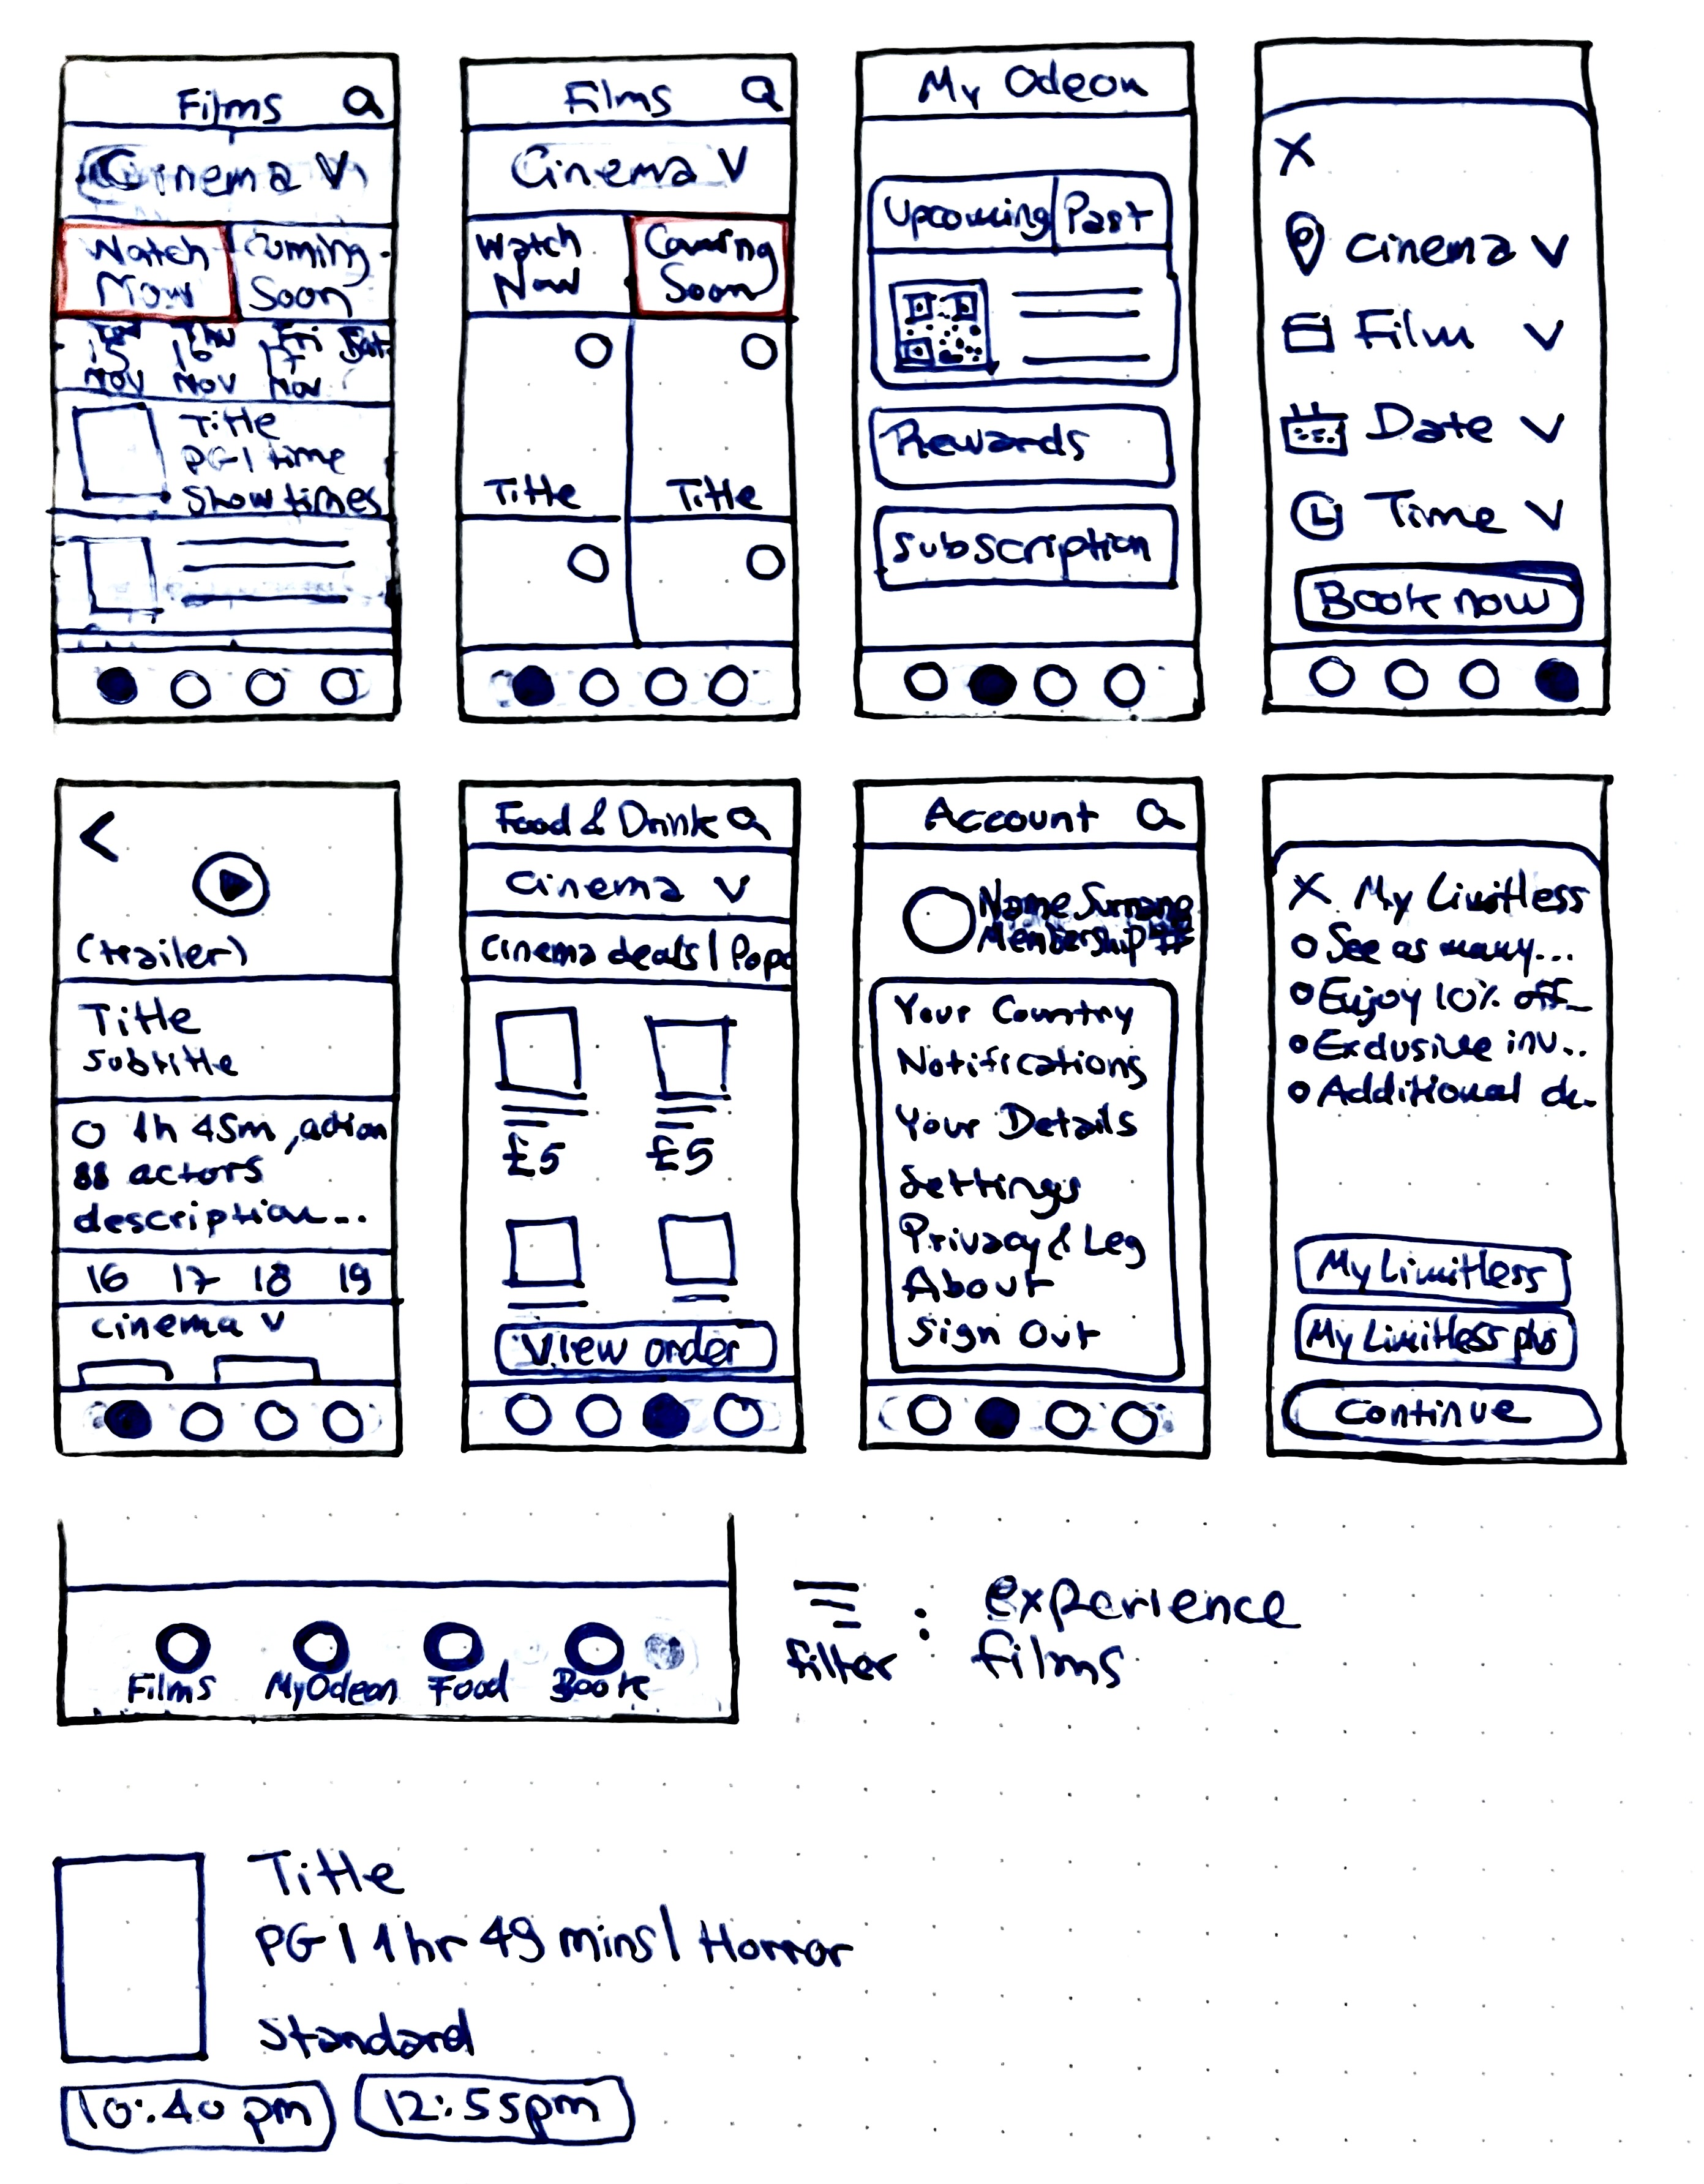 Films
Cinema V
Watch
Now
Coming
Soon
Thu Fri Sat
15 16 17
Nov Nov Nov
Title
PG | time
Show times
Films
Cinema V
Watch
Now
Coming
Soon
Title Title
My Odeon
Upcoming | Past
Rewards
Subscription
X
Cinema V
Film V
Date V
Time V
Book now
<
(trailer)
Title
Subtitle
1h 45m, action
88 actors
description...
16 17 18 19
cinema V
Food & Drink
Cinema V
Cinema deals | Popc
£5 £5
View order
Account
Name Surname
Membership #
Your Country
Notifications
Your Details
Settings
Privacy & Leg
About
Sign Out
X My Limitless
See as many...
Enjoy 10% off...
Exclusive inv...
Additional de..
My Limitless
My Limitless plus
Continue
Films MyOdeon Food Book
filter : experience
films
Title
PG | 1hr 49 mins | Horror
Standard
10:40 pm 12:55pm